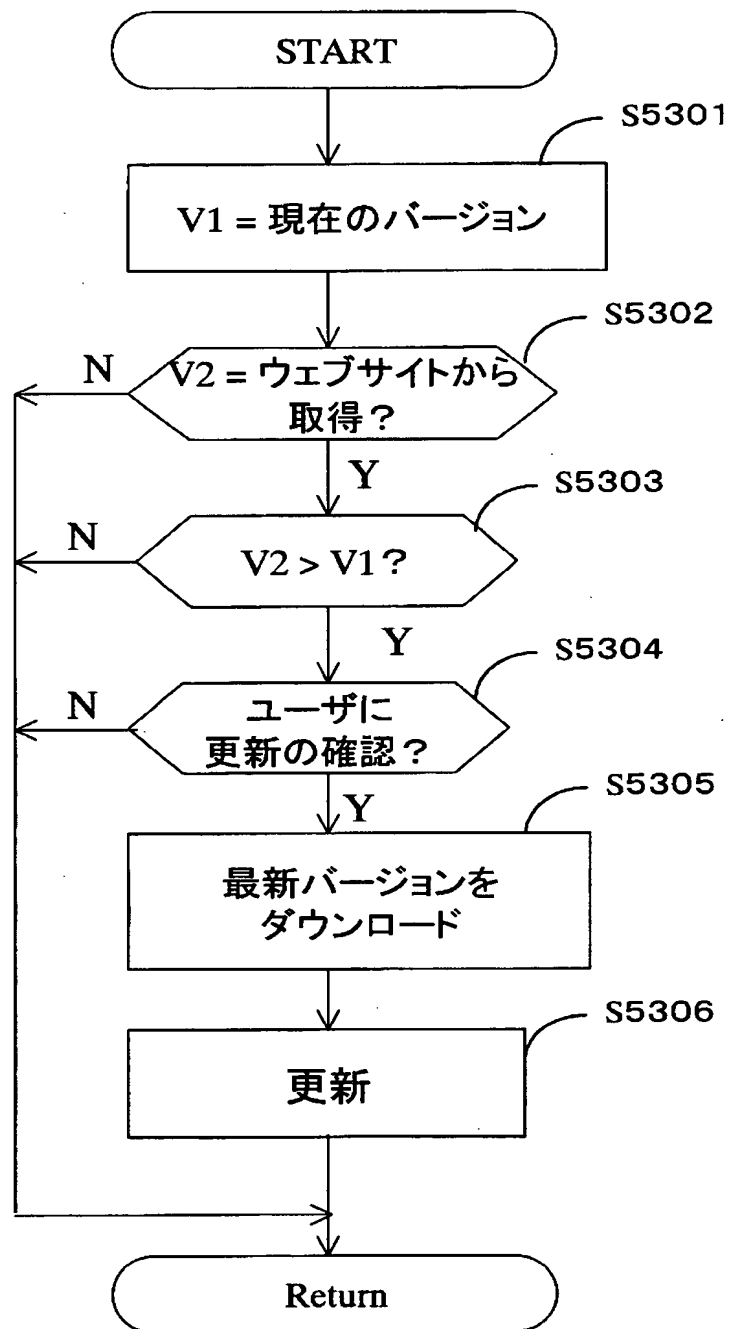 START
S5301
V1 = 現在のバージョン
S5302
N
V2 = ウェブサイトから
取得？
Y
S5303
N
V2 > V1？
Y
S5304
N
ユーザに
更新の確認？
Y
S5305
最新バージョンを
ダウンロード
S5306
更新
Return